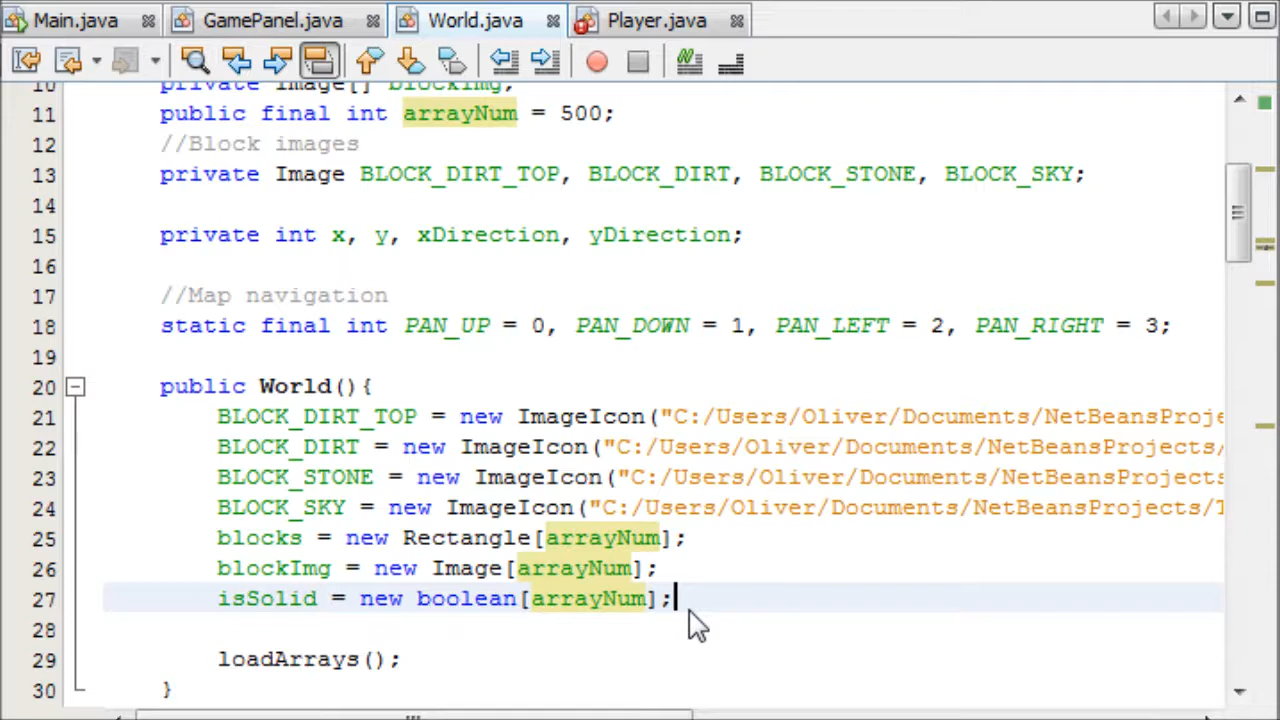 Main.java GamePanel.java World.java Player.java
10 private Image[] blockImg;
11 public final int arrayNum = 500;
12 //Block images
13 private Image BLOCK_DIRT_TOP, BLOCK_DIRT, BLOCK_STONE, BLOCK_SKY;
14
15 private int x, y, xDirection, yDirection;
16
17 //Map navigation
18 static final int PAN_UP = 0, PAN_DOWN = 1, PAN_LEFT = 2, PAN_RIGHT = 3;
19
20 public World(){
21 BLOCK_DIRT_TOP = new ImageIcon("C:/Users/Oliver/Documents/NetBeansProje
22 BLOCK_DIRT = new ImageIcon("C:/Users/Oliver/Documents/NetBeansProjects/
23 BLOCK_STONE = new ImageIcon("C:/Users/Oliver/Documents/NetBeansProjects
24 BLOCK_SKY = new ImageIcon("C:/Users/Oliver/Documents/NetBeansProjects/T
25 blocks = new Rectangle[arrayNum];
26 blockImg = new Image[arrayNum];
27 isSolid = new boolean[arrayNum];
28
29 loadArrays();
30 }